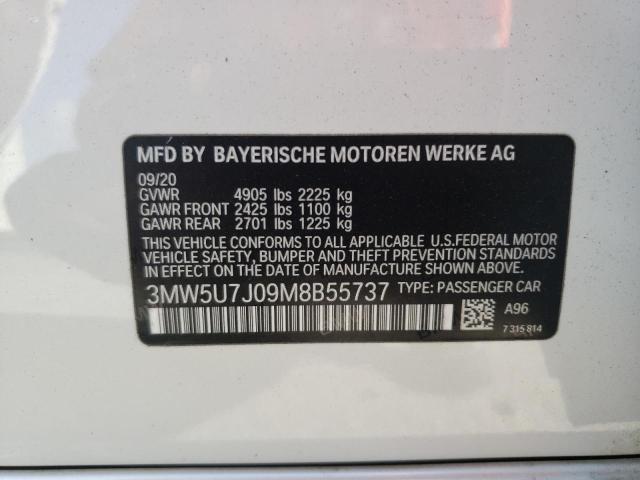 MFD BY BAYERISCHE MOTOREN WERKE AG
09/20
GVWR 4905 lbs 2225 kg
GAWR FRONT 2425 lbs 1100 kg
GAWR REAR 2701 lbs 1225 kg
THIS VEHICLE CONFORMS TO ALL APPLICABLE U.S.FEDERAL MOTOR
VEHICLE SAFETY, BUMPER AND THEFT PREVENTION STANDARDS
IN EFFECT ON THE DATE OF MANUFACTURE SHOWN ABOVE.
3MW5U7J09M8B55737 TYPE: PASSENGER CAR
A96
7 315 814